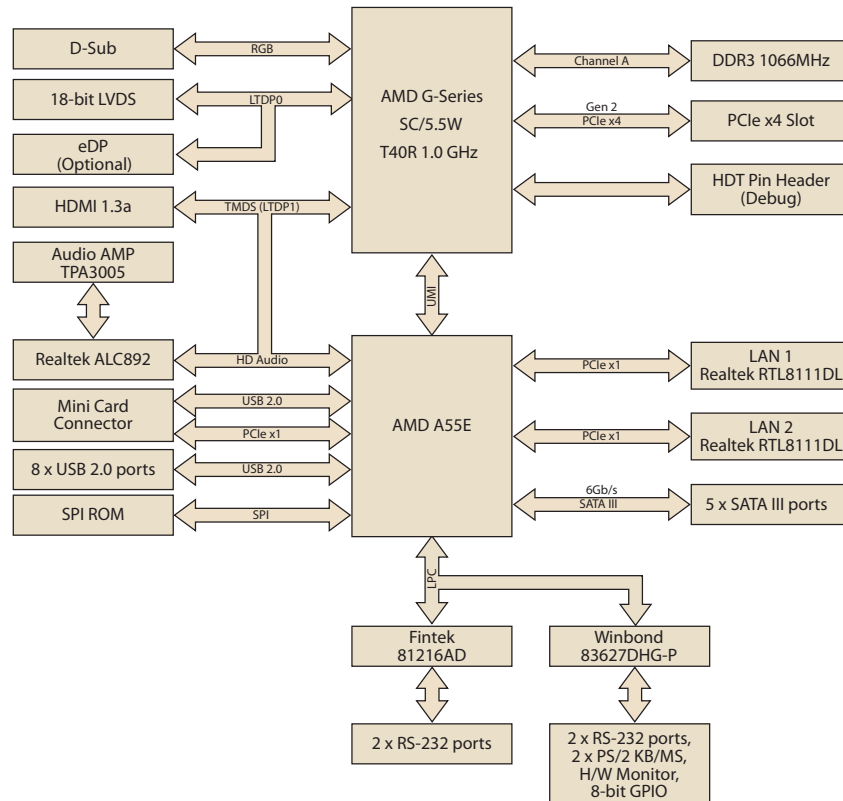 D-Sub
RGB
18-bit LVDS
LTDP0
eDP
(Optional)
HDMI 1.3a
TMDS (LTDP1)
Audio AMP
TPA3005
AMD G-Series
SC/5.5W
T40R 1.0 GHz
Channel A
DDR3 1066MHz
Gen 2
PCIe x4
PCIe x4 Slot
HDT Pin Header
(Debug)
UMI
Realtek ALC892
HD Audio
Mini Card
Connector
USB 2.0
PCIe x1
8 x USB 2.0 ports
USB 2.0
SPI ROM
SPI
AMD A55E
PCIe x1
LAN 1
Realtek RTL8111DL
PCIe x1
LAN 2
Realtek RTL8111DL
6Gb/s
SATA III
5 x SATA III ports
LPC
Fintek
81216AD
Winbond
83627DHG-P
2 x RS-232 ports
2 x RS-232 ports,
2 x PS/2 KB/MS,
H/W Monitor,
8-bit GPIO